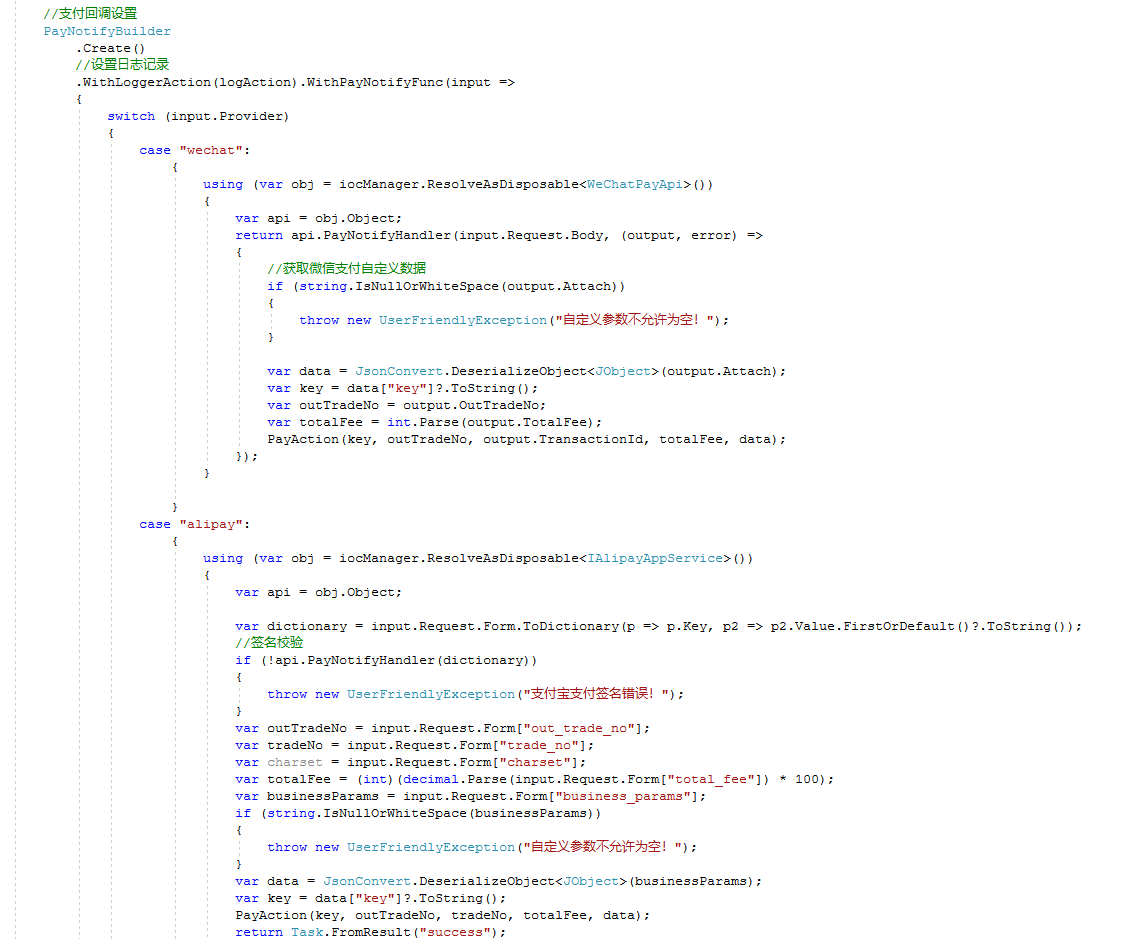 //支付回调设置
PayNotifyBuilder
.Create()
//设置日志记录
.WithLoggerAction(logAction).WithPayNotifyFunc(input =>
{
switch (input.Provider)
{
case "wechat":
{
using (var obj = iocManager.ResolveAsDisposable<WeChatPayApi>())
{
var api = obj.Object;
return api.PayNotifyHandler(input.Request.Body, (output, error) =>
{
//获取微信支付自定义数据
if (string.IsNullOrWhiteSpace(output.Attach))
{
throw new UserFriendlyException("自定义参数不允许为空！");
}
var data = JsonConvert.DeserializeObject<JObject>(output.Attach);
var key = data["key"]?.ToString();
var outTradeNo = output.OutTradeNo;
var totalFee = int.Parse(output.TotalFee);
PayAction(key, outTradeNo, output.TransactionId, totalFee, data);
});
}
}
case "alipay":
{
using (var obj = iocManager.ResolveAsDisposable<IAlipayAppService>())
{
var api = obj.Object;
var dictionary = input.Request.Form.ToDictionary(p => p.Key, p2 => p2.Value.FirstOrDefault()?.ToString());
//签名校验
if (!api.PayNotifyHandler(dictionary))
{
throw new UserFriendlyException("支付宝支付签名错误！");
}
var outTradeNo = input.Request.Form["out_trade_no"];
var tradeNo = input.Request.Form["trade_no"];
var charset = input.Request.Form["charset"];
var totalFee = (int)(decimal.Parse(input.Request.Form["total_fee"]) * 100);
var businessParams = input.Request.Form["business_params"];
if (string.IsNullOrWhiteSpace(businessParams))
{
throw new UserFriendlyException("自定义参数不允许为空！");
}
var data = JsonConvert.DeserializeObject<JObject>(businessParams);
var key = data["key"]?.ToString();
PayAction(key, outTradeNo, tradeNo, totalFee, data);
return Task.FromResult("success");